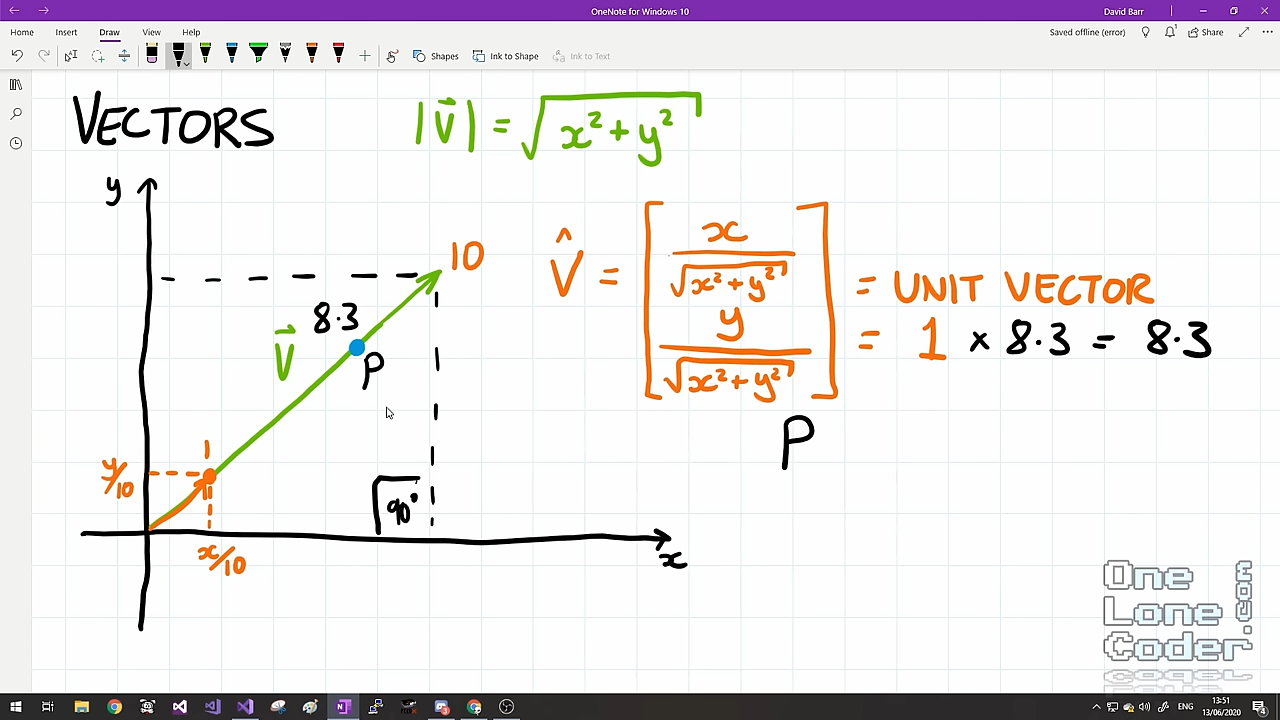 OneNote for Windows 10
David Barr
Home Insert Draw View Help
Saved offline (error)
Share
Shapes
Ink to Shape
Ink to Text
VECTORS
|V⃗| = √(x² + y²)
y
10
8.3
V⃗
P
1
y/10
x/10
90°
x
V̂ = [x/√(x² + y²) y/√(x² + y²)] = UNIT VECTOR
= 1 × 8.3 = 8.3
P
One
Lone
Coder
.com
13:51
13/06/2020